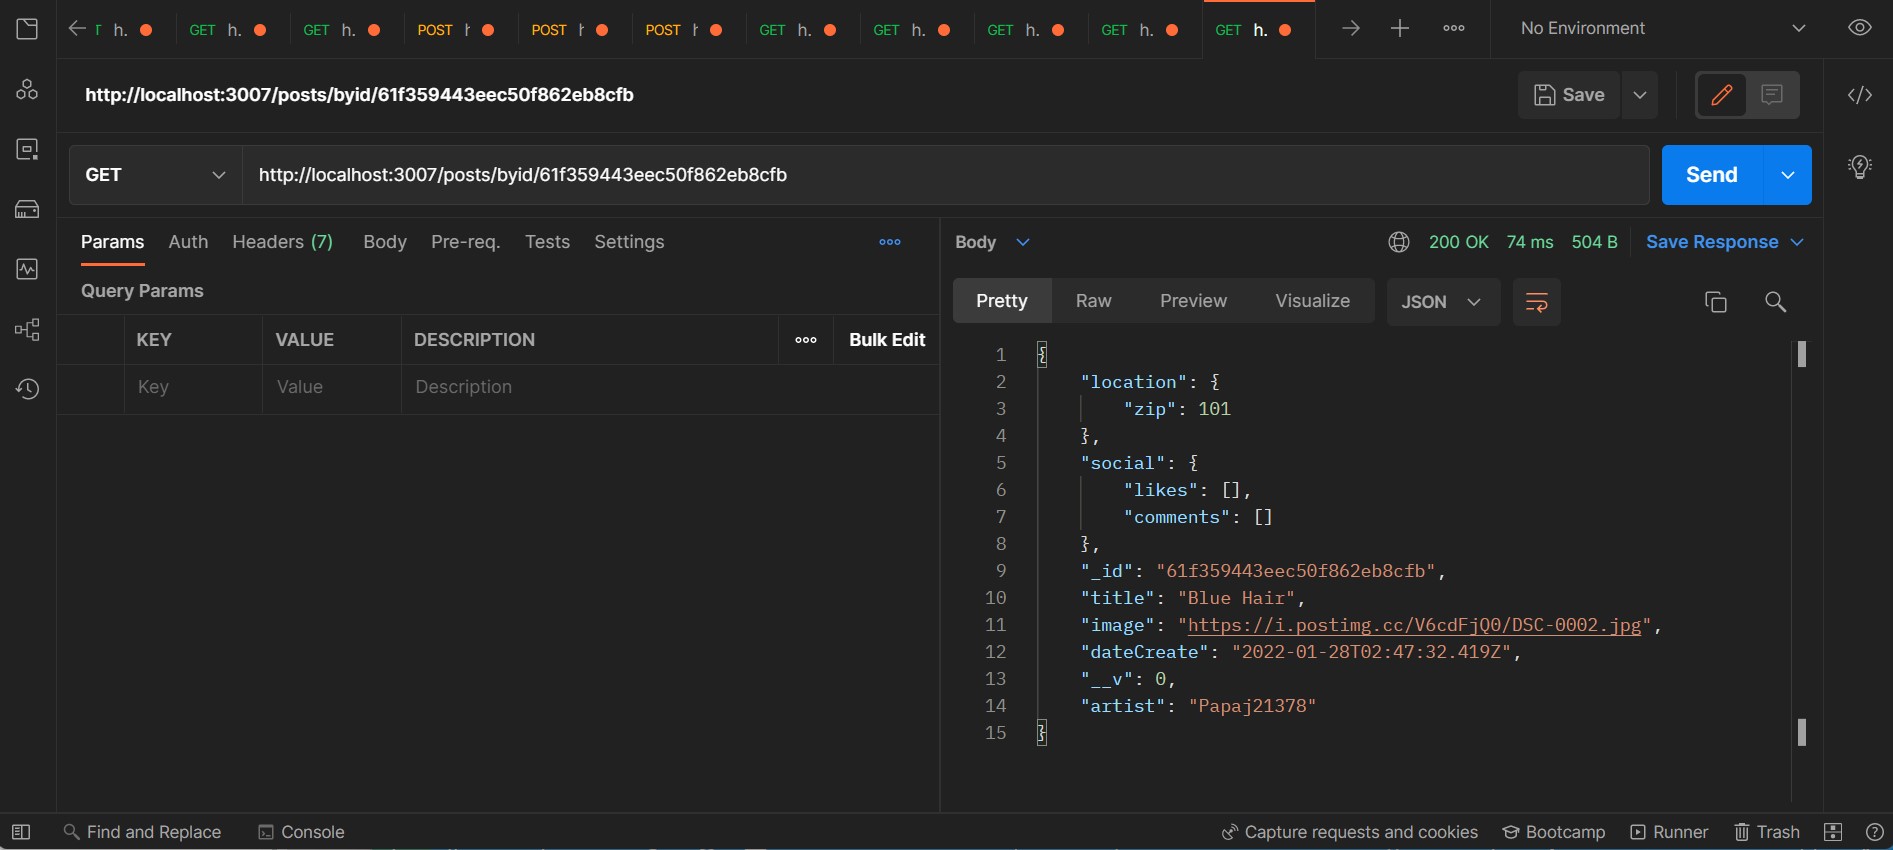 GET h. GET h. POST POST POST GET h. GET h. GET h. GET h. GET h. No Environment
http://localhost:3007/posts/byid/61f359443eec50f862eb8cfb Save
GET http://localhost:3007/posts/byid/61f359443eec50f862eb8cfb Send
Params Auth Headers (7) Body Pre-req. Tests Settings
Query Params
KEY VALUE DESCRIPTION Bulk Edit
Key Value Description
Body 200 OK 74 ms 504 B Save Response
Pretty Raw Preview Visualize JSON
1 {
2 "location": {
3 "zip": 101
4 },
5 "social": {
6 "likes": [],
7 "comments": []
8 },
9 "_id": "61f359443eec50f862eb8cfb",
10 "title": "Blue Hair",
11 "image": "https://i.postimg.cc/V6cdFjQ0/DSC-0002.jpg",
12 "dateCreate": "2022-01-28T02:47:32.419Z",
13 "__v": 0,
14 "artist": "Papaj21378"
15 }
Find and Replace Console Capture requests and cookies Bootcamp Runner Trash